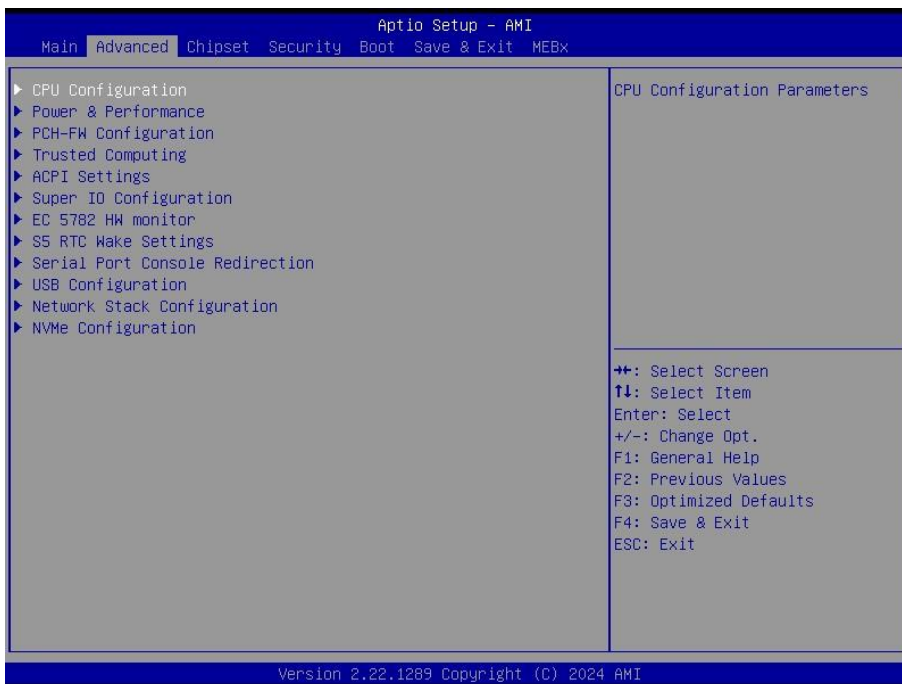 Aptio Setup - AMI
Main Advanced Chipset Security Boot Save & Exit MEBx
CPU Configuration
Power & Performance
PCH-FW Configuration
Trusted Computing
ACPI Settings
Super IO Configuration
EC 5782 HW monitor
S5 RTC Wake Settings
Serial Port Console Redirection
USB Configuration
Network Stack Configuration
NVMe Configuration
CPU Configuration Parameters
→←: Select Screen
↑↓: Select Item
Enter: Select
+/-: Change Opt.
F1: General Help
F2: Previous Values
F3: Optimized Defaults
F4: Save & Exit
ESC: Exit
Version 2.22.1289 Copyright (C) 2024 AMI